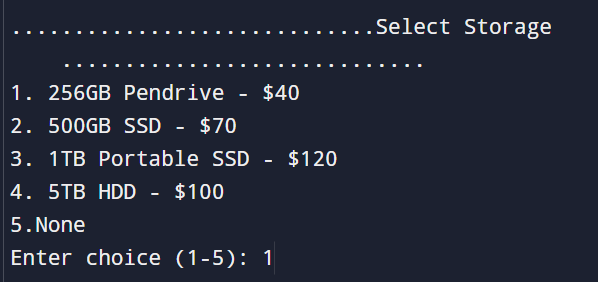 .............................Select Storage
    .............................
1. 256GB Pendrive - $40
2. 500GB SSD - $70
3. 1TB Portable SSD - $120
4. 5TB HDD - $100
5.None
Enter choice (1-5): 1